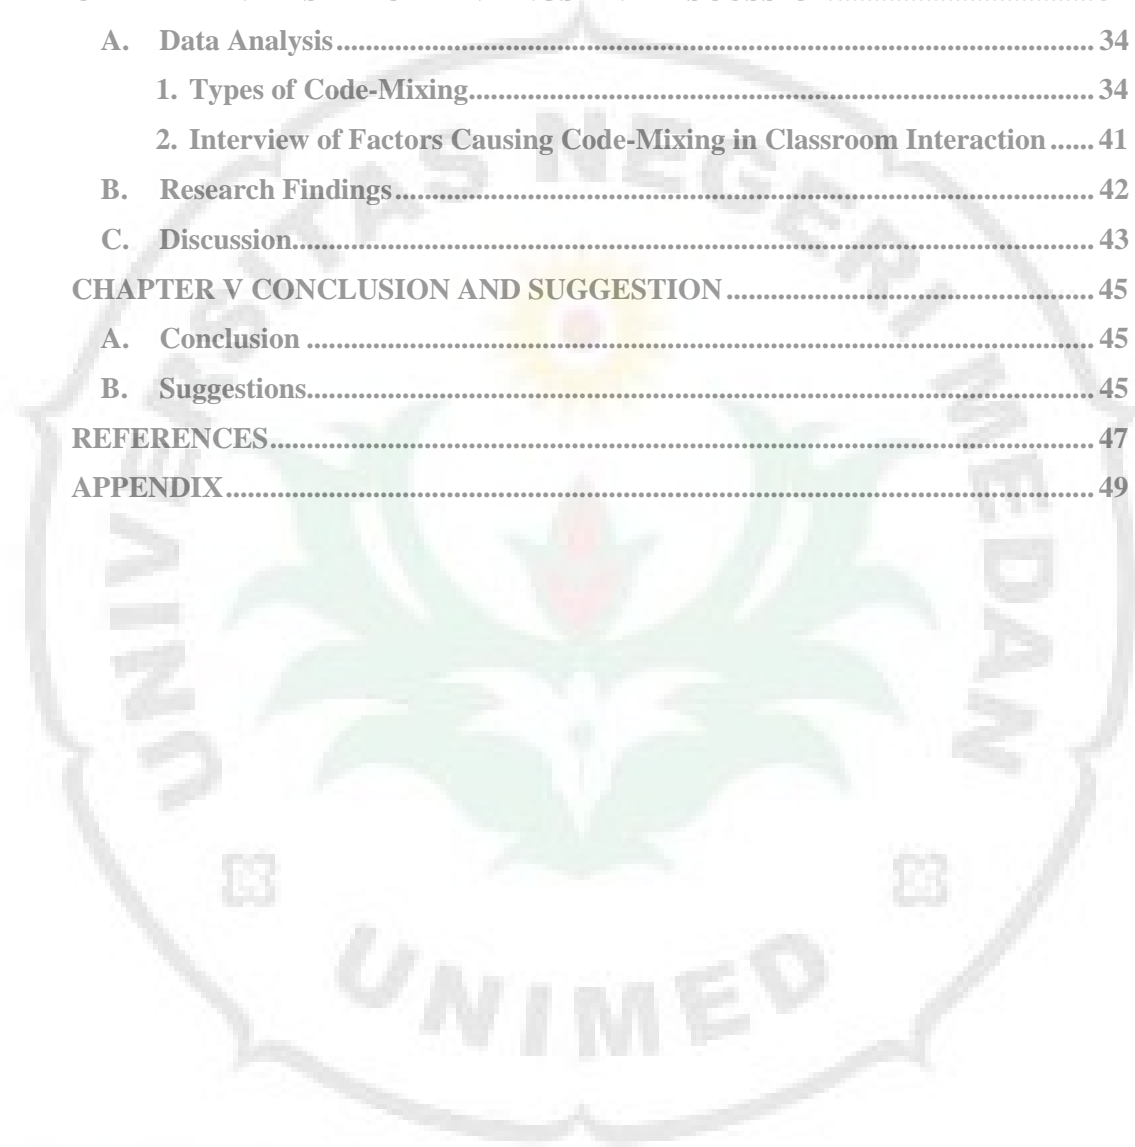 A. Data Analysis........ 34
1. Types of Code-Mixing........ 34
2. Interview of Factors Causing Code-Mixing in Classroom Interaction...... 41
B. Research Findings........ 42
C. Discussion........ 43
CHAPTER V CONCLUSION AND SUGGESTION........ 45
A. Conclusion........ 45
B. Suggestions........ 45
REFERENCES........ 47
APPENDIX........ 49
UNIVERSITAS NEGERI MEDAN
UNIMED